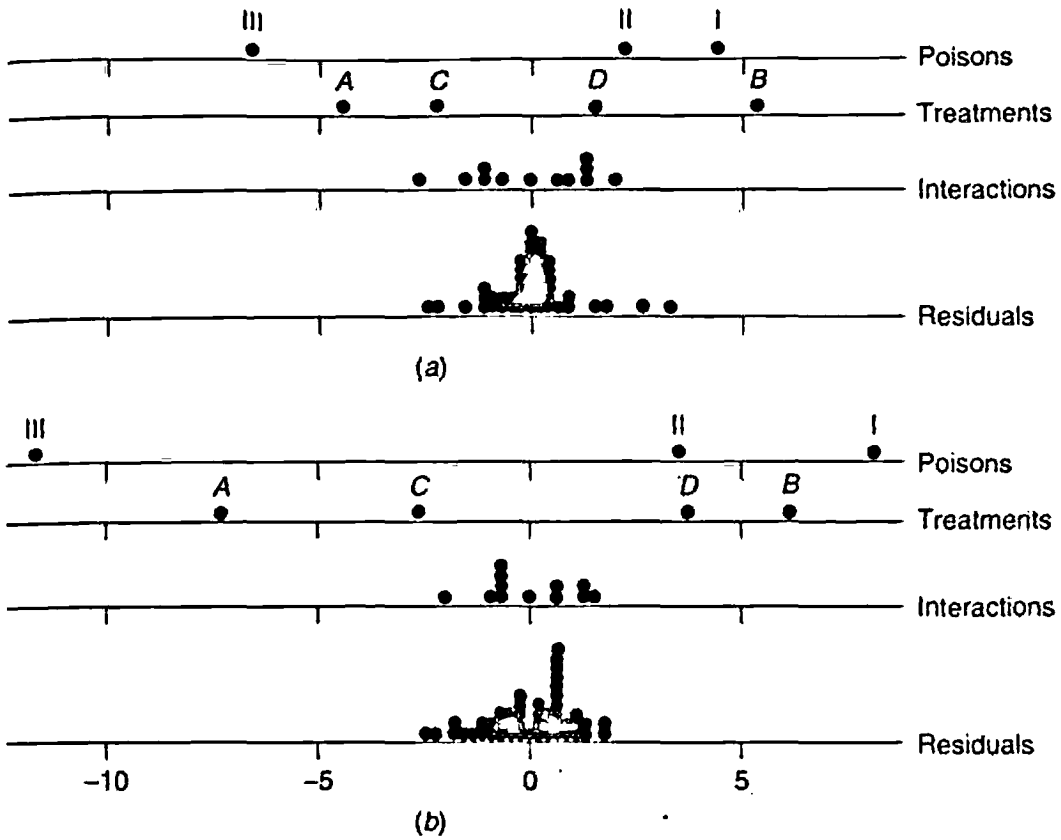 III II I
Poisons
A C D B
Treatments
Interactions
Residuals
(a)
III II I
Poisons
A C D B
Treatments
Interactions
Residuals
−10 −5 0 5
(b)